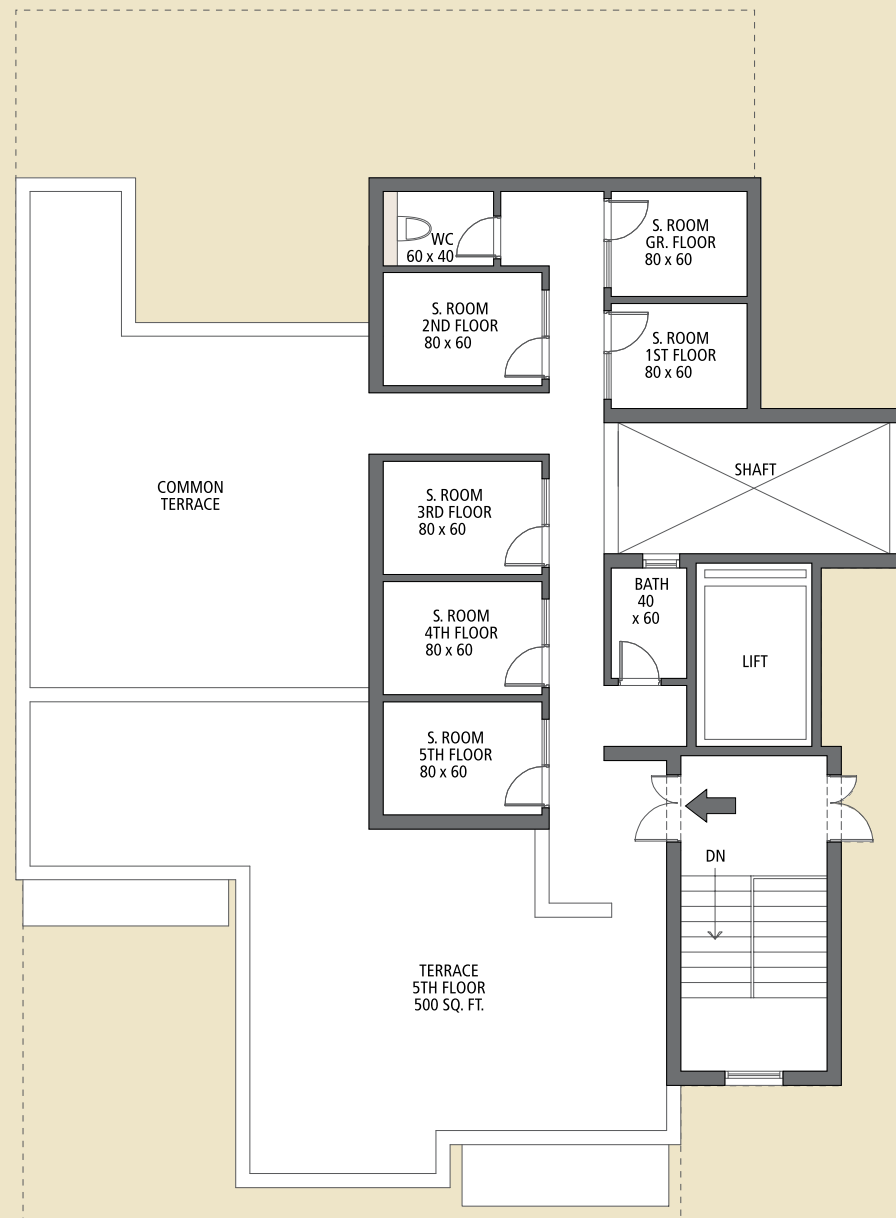 WC
60 x 40
S. ROOM
GR. FLOOR
80 x 60
S. ROOM
2ND FLOOR
80 x 60
S. ROOM
1ST FLOOR
80 x 60
COMMON
TERRACE
SHAFT
S. ROOM
3RD FLOOR
80 x 60
BATH
40
x 60
S. ROOM
4TH FLOOR
80 x 60
LIFT
S. ROOM
5TH FLOOR
80 x 60
DN
TERRACE
5TH FLOOR
500 SQ. FT.